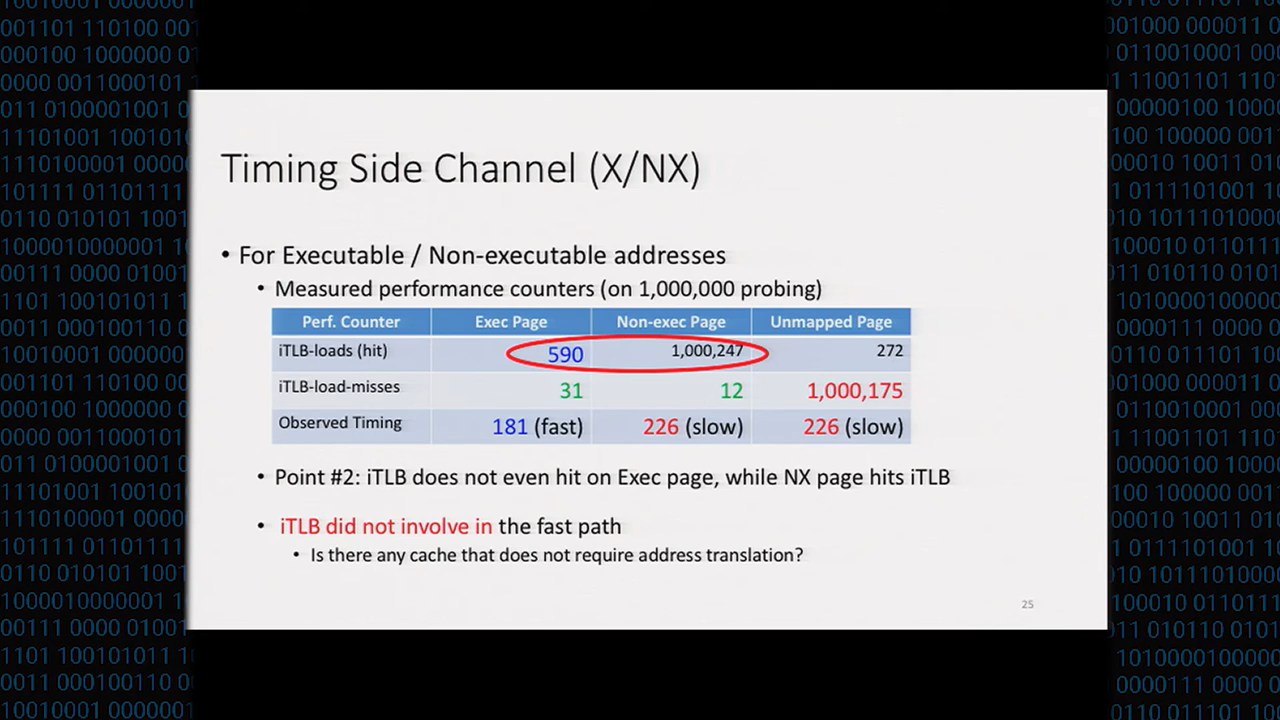 Timing Side Channel (X/NX)
• For Executable / Non-executable addresses
• Measured performance counters (on 1,000,000 probing)
Perf. Counter Exec Page Non-exec Page Unmapped Page
iTLB-loads (hit) 590 1,000,247 272
iTLB-load-misses 31 12 1,000,175
Observed Timing 181 (fast) 226 (slow) 226 (slow)
• Point #2: iTLB does not even hit on Exec page, while NX page hits iTLB
• iTLB did not involve in the fast path
• Is there any cache that does not require address translation?
25